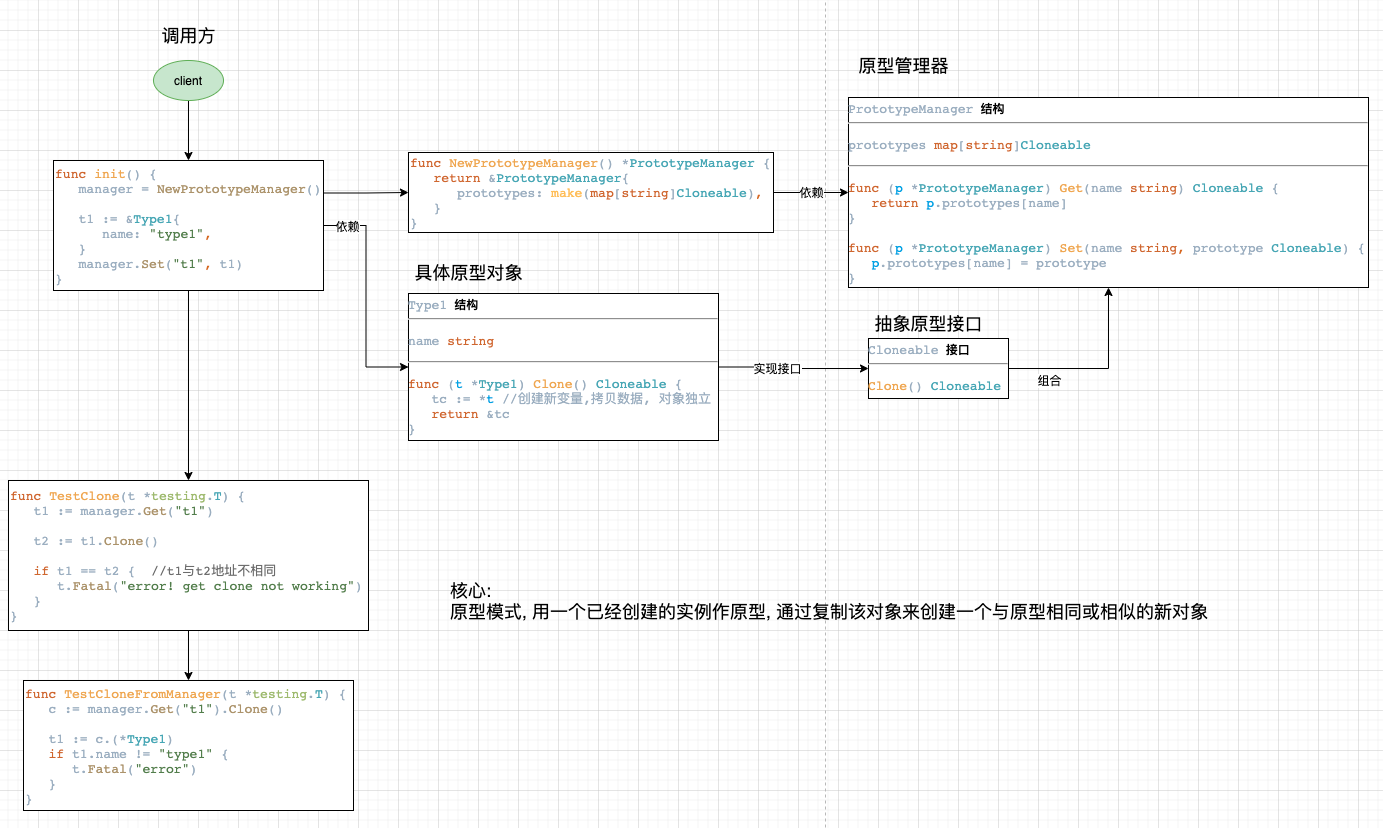 调用方
client
func init() {
manager = NewPrototypeManager()
t1 := &Type1{
name: "type1",
}
manager.Set("t1", t1)
}
依赖
func NewPrototypeManager() *PrototypeManager {
return &PrototypeManager{
prototypes: make(map[string]Cloneable),
}
}
依赖
原型管理器
PrototypeManager 结构
prototypes map[string]Cloneable
func (p *PrototypeManager) Get(name string) Cloneable {
return p.prototypes[name]
}
func (p *PrototypeManager) Set(name string, prototype Cloneable) {
p.prototypes[name] = prototype
}
具体原型对象
Type1 结构
name string
func (t *Type1) Clone() Cloneable {
tc := *t //创建新变量,拷贝数据, 对象独立
return &tc
}
实现接口
抽象原型接口
Cloneable 接口
Clone() Cloneable
组合
func TestClone(t *testing.T) {
t1 := manager.Get("t1")
t2 := t1.Clone()
if t1 == t2 { //t1与t2地址不相同
t.Fatal("error! get clone not working")
}
}
核心:
原型模式, 用一个已经创建的实例作原型, 通过复制该对象来创建一个与原型相同或相似的新对象
func TestCloneFromManager(t *testing.T) {
c := manager.Get("t1").Clone()
t1 := c.(*Type1)
if t1.name != "type1" {
t.Fatal("error")
}
}